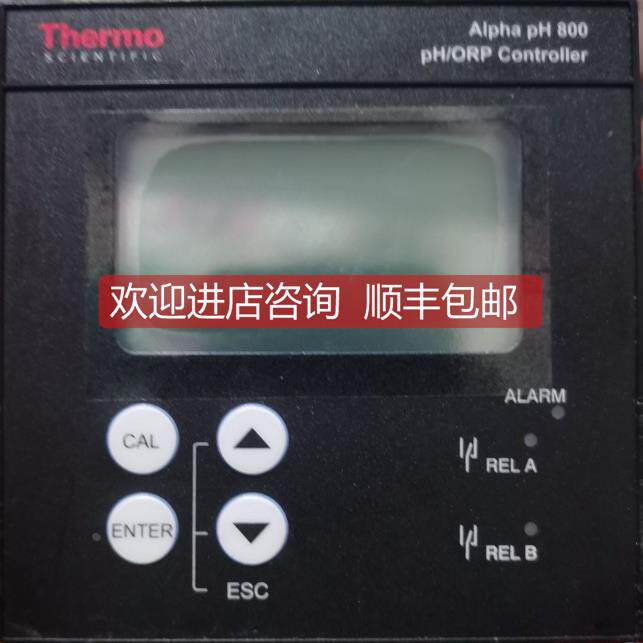 Thermo
SCIENTIFIC
Alpha pH 800
pH/ORP Controller
欢迎进店咨询 顺丰包邮
ALARM
CAL
REL A
ENTER
REL B
ESC